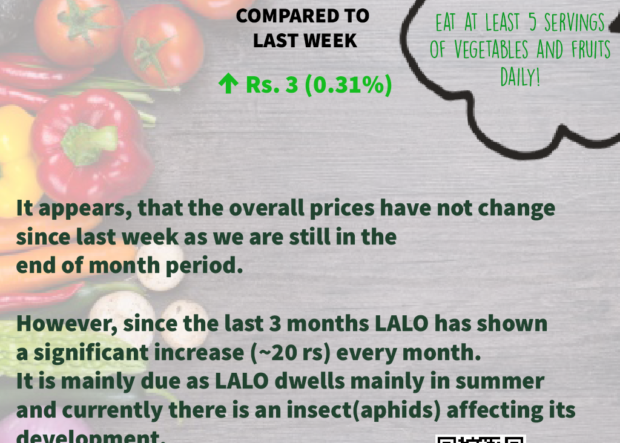 COMPARED TO
LAST WEEK
EAT AT LEAST 5 SERVINGS
OF VEGETABLES AND FRUITS
DAILY!
↑ Rs. 3 (0.31%)
It appears, that the overall prices have not change
since last week as we are still in the
end of month period.
However, since the last 3 months LALO has shown
a significant increase (~20 rs) every month.
It is mainly due as LALO dwells mainly in summer
and currently there is an insect(aphids) affecting its
development.